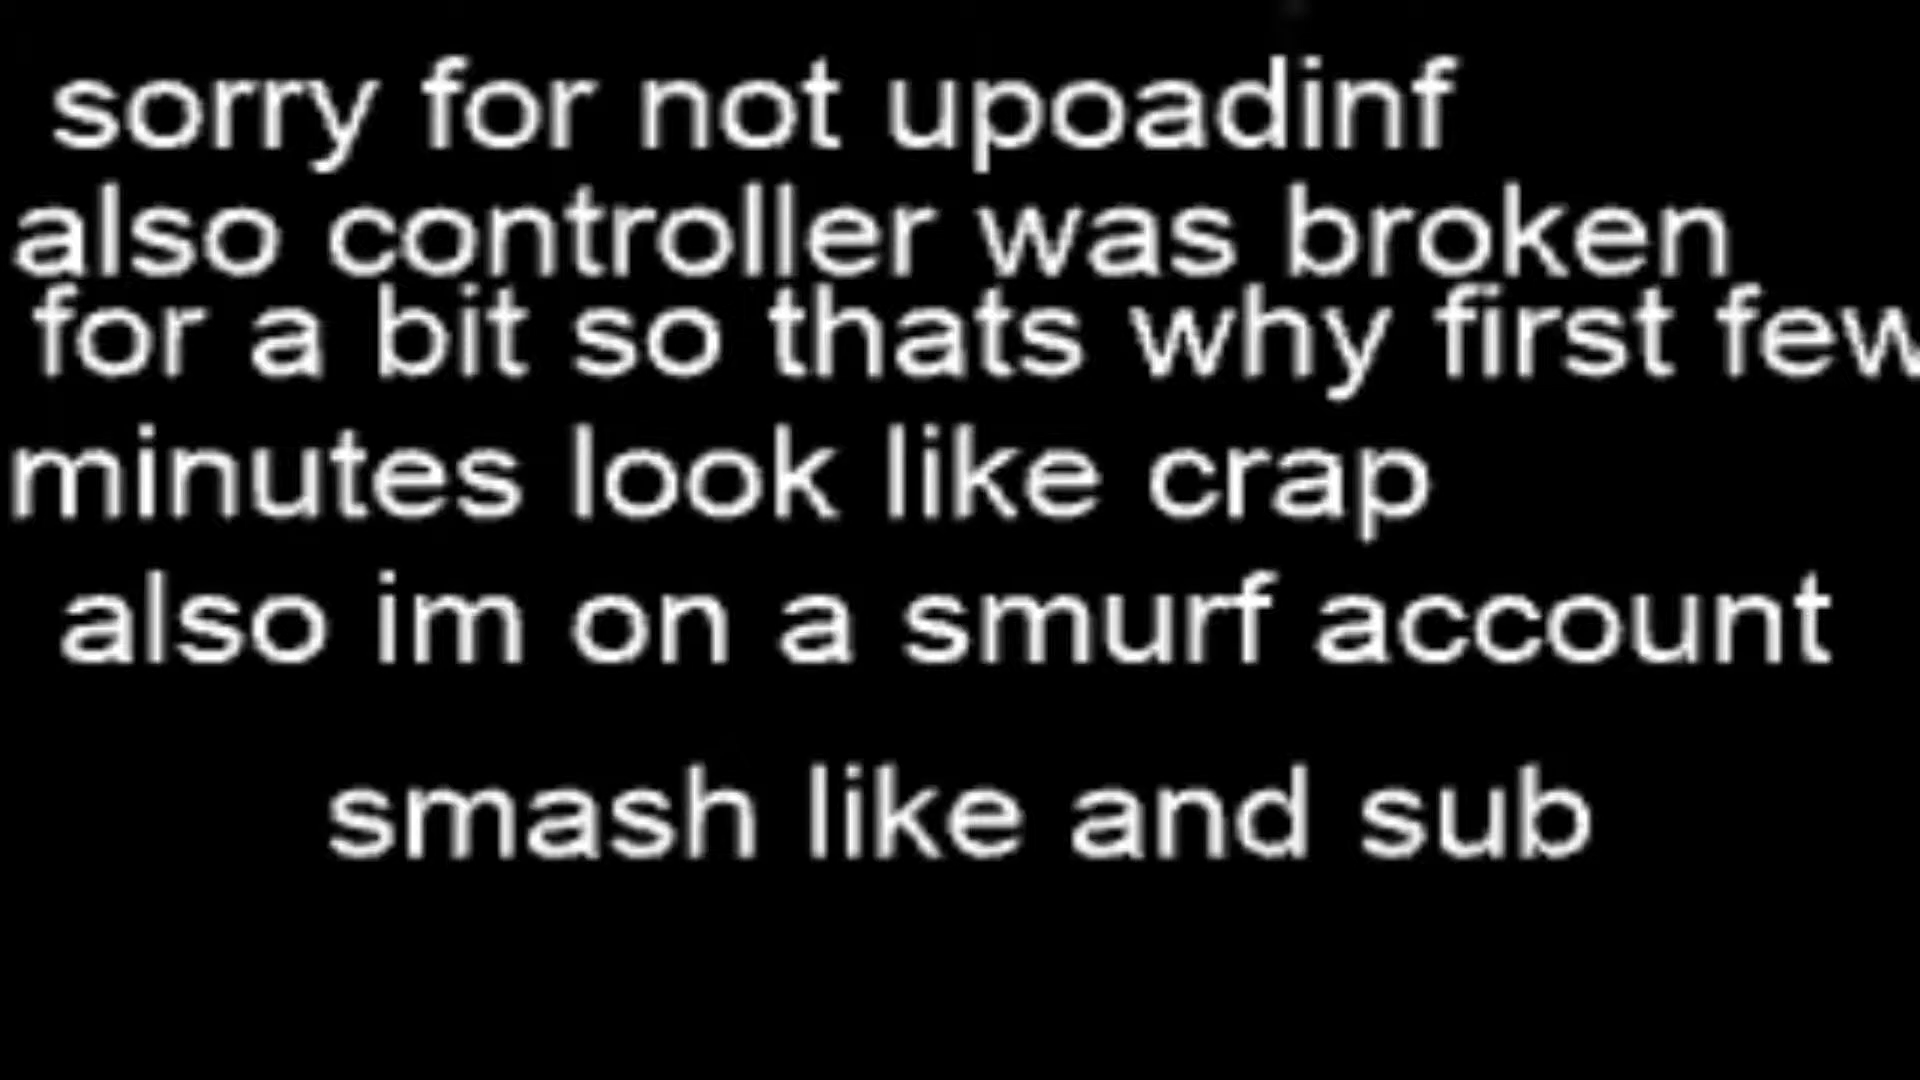 sorry for not upoadinf
also controller was broken
for a bit so thats why first few
minutes look like crap
also im on a smurf account
smash like and sub